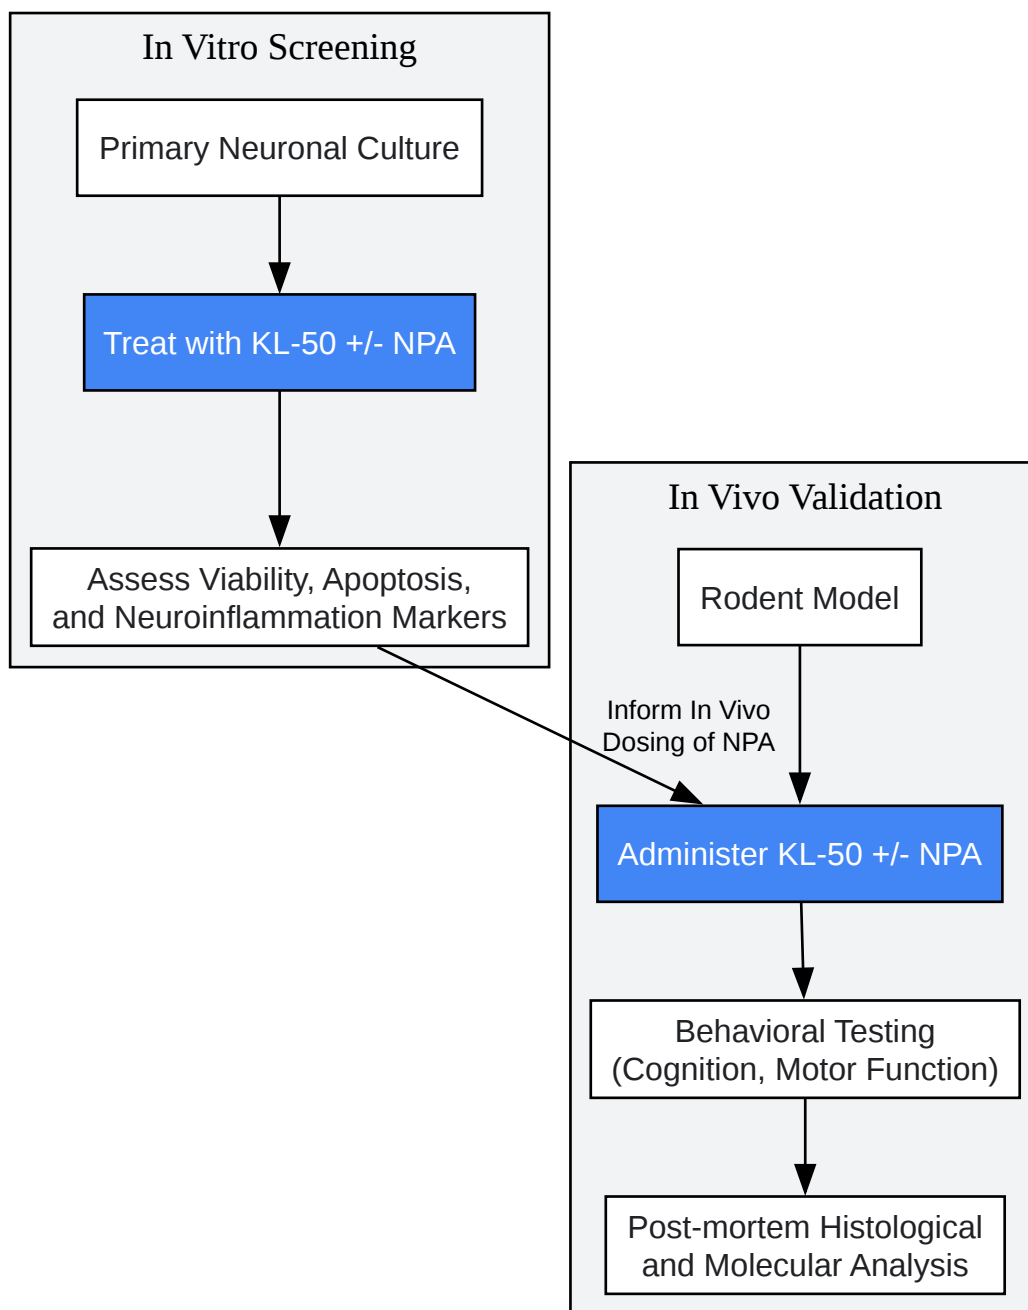 In Vitro Screening
Primary Neuronal Culture
Treat with KL-50 +/- NPA
Assess Viability, Apoptosis,
and Neuroinflammation Markers
In Vivo Validation
Rodent Model
Inform In Vivo
Dosing of NPA
Administer KL-50 +/- NPA
Behavioral Testing
(Cognition, Motor Function)
Post-mortem Histological
and Molecular Analysis